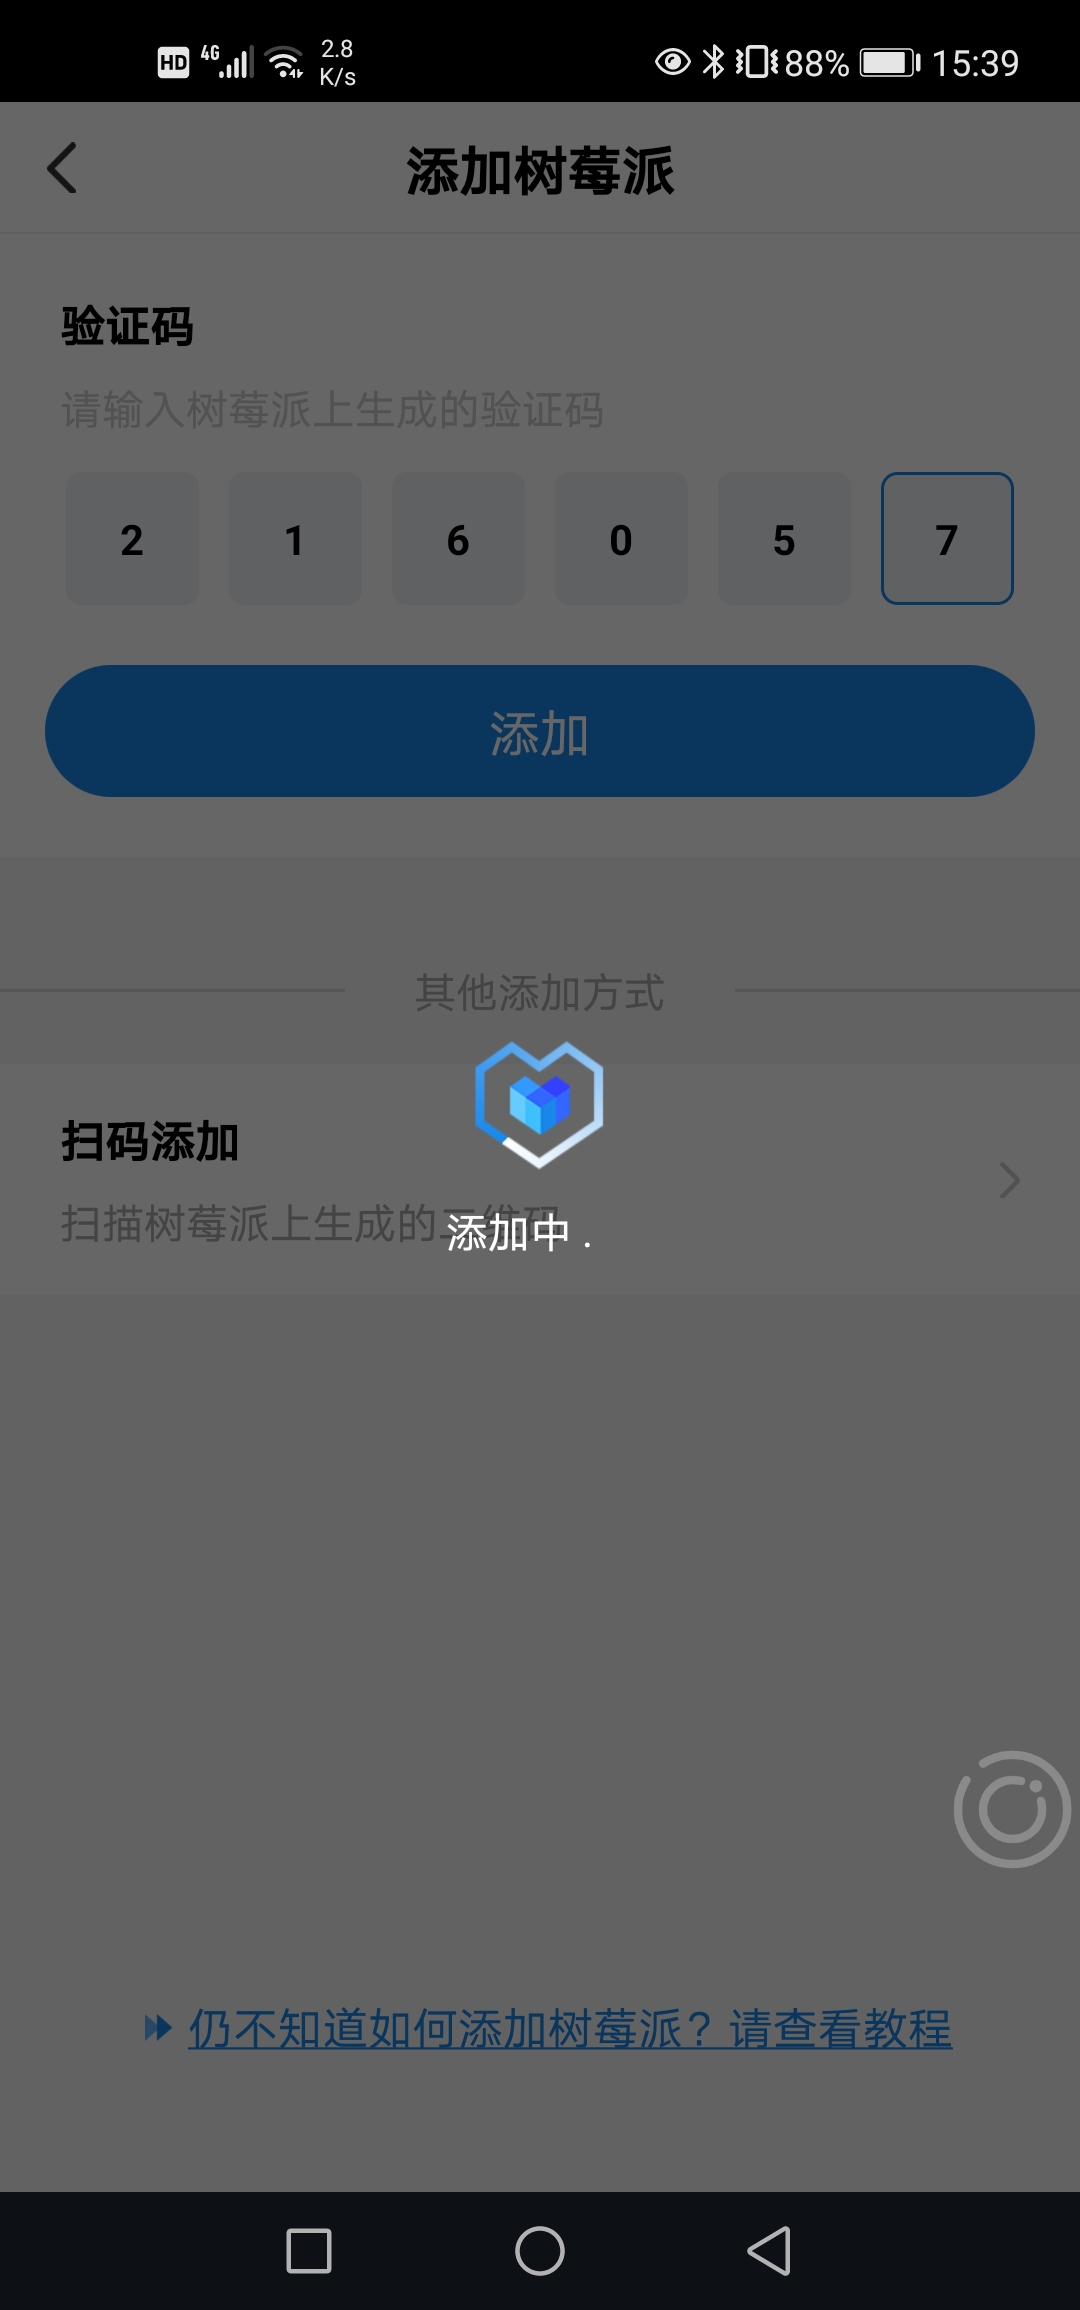 HD 4G 2.8 K/s 88% 15:39
添加树莓派
验证码
请输入树莓派上生成的验证码
2 1 6 0 5 7
添加
其他添加方式
扫码添加
扫描树莓派上生成的二维码
添加中 .
仍不知道如何添加树莓派？请查看教程